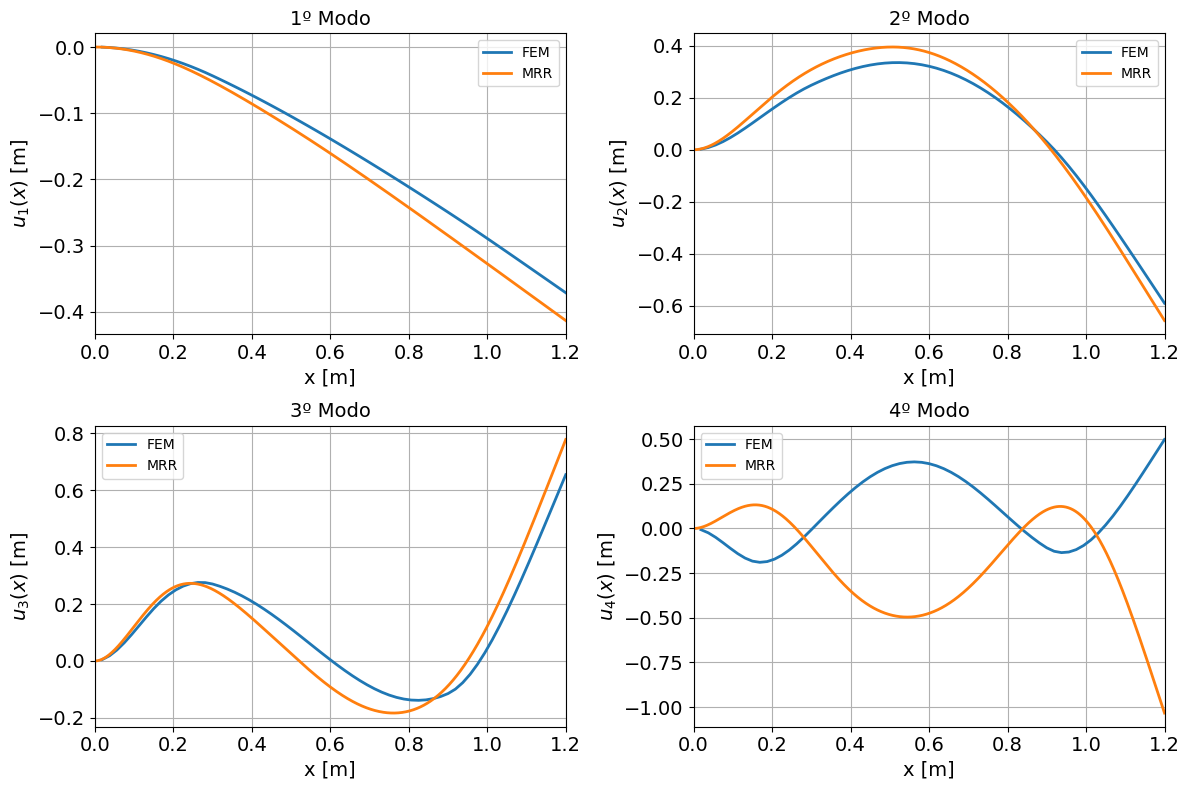 1º Modo
0.0
−0.1
−0.2
−0.3
−0.4
u₁(x) [m]
FEM
MRR
0.0 0.2 0.4 0.6 0.8 1.0 1.2
x [m]
2º Modo
0.4
0.2
0.0
−0.2
−0.4
−0.6
u₂(x) [m]
FEM
MRR
0.0 0.2 0.4 0.6 0.8 1.0 1.2
x [m]
3º Modo
0.8
0.6
0.4
0.2
0.0
−0.2
u₃(x) [m]
FEM
MRR
0.0 0.2 0.4 0.6 0.8 1.0 1.2
x [m]
4º Modo
0.50
0.25
0.00
−0.25
−0.50
−0.75
−1.00
u₄(x) [m]
FEM
MRR
0.0 0.2 0.4 0.6 0.8 1.0 1.2
x [m]